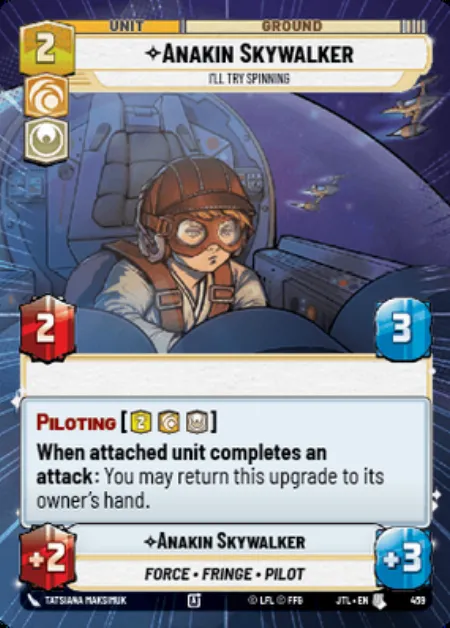 UNIT
GROUND
2
ANAKIN SKYWALKER
I'LL TRY SPINNING
2
3
PILOTING [2]
When attached unit completes an
attack: You may return this upgrade to its
owner's hand.
+2
ANAKIN SKYWALKER
+3
FORCE • FRINGE • PILOT
TATSIANA MAKSIMUK
© LFL © FFG
JTL • EN
459